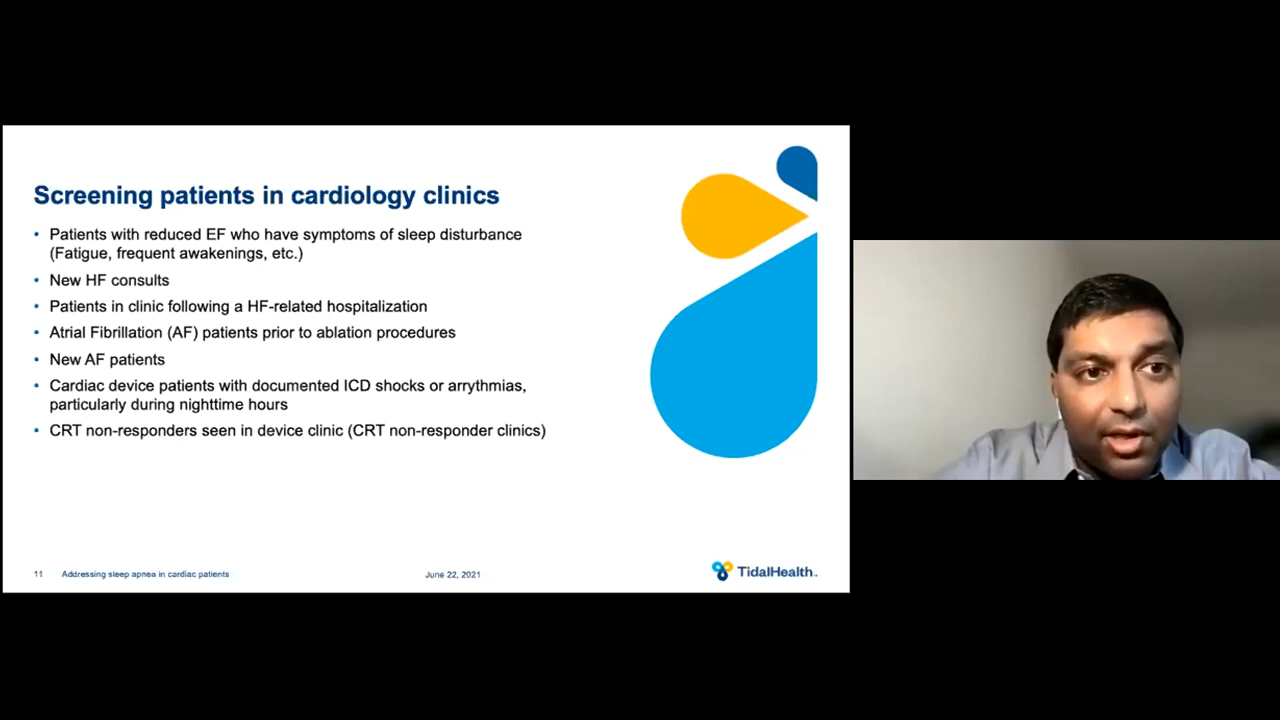 Screening patients in cardiology clinics
• Patients with reduced EF who have symptoms of sleep disturbance
(Fatigue, frequent awakenings, etc.)
• New HF consults
• Patients in clinic following a HF-related hospitalization
• Atrial Fibrillation (AF) patients prior to ablation procedures
• New AF patients
• Cardiac device patients with documented ICD shocks or arrythmias,
particularly during nighttime hours
• CRT non-responders seen in device clinic (CRT non-responder clinics)
11 Addressing sleep apnea in cardiac patients June 22, 2021 TidalHealth™